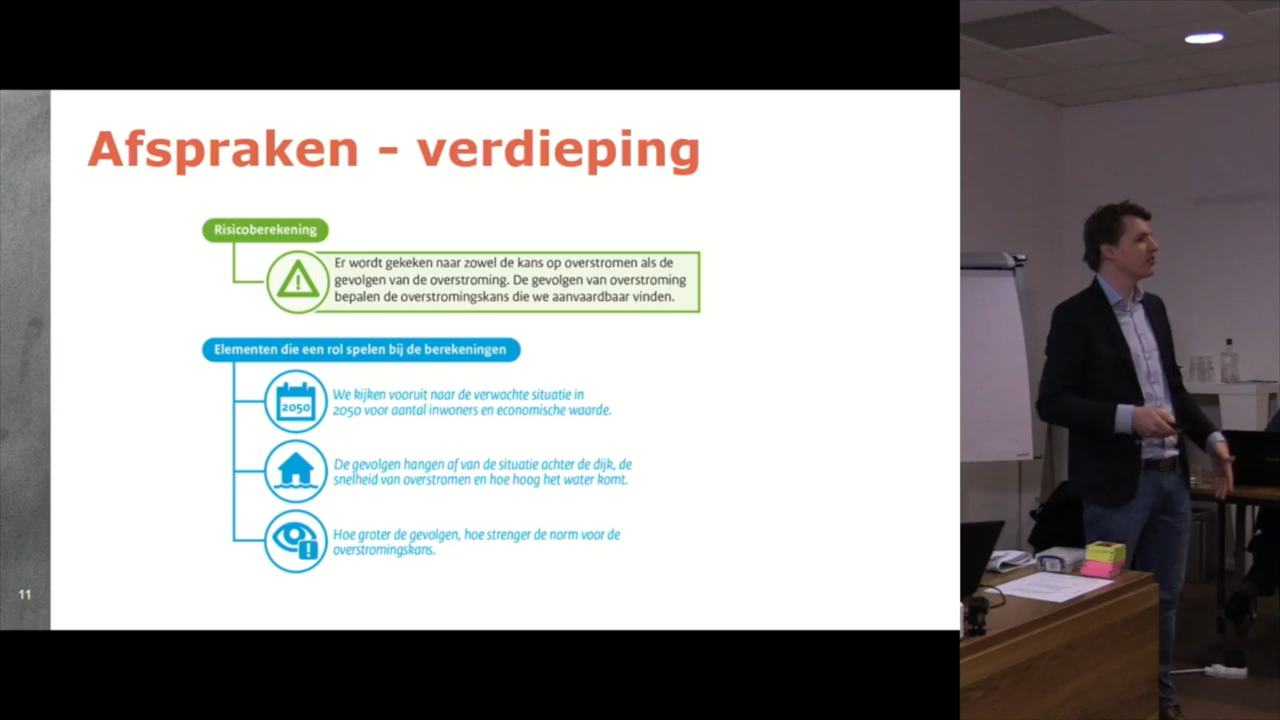 Afspraken - verdieping
Risicoberekening
Er wordt gekeken naar zowel de kans op overstromen als de
gevolgen van de overstroming. De gevolgen van overstroming
bepalen de overstromingskans die we aanvaardbaar vinden.
Elementen die een rol spelen bij de berekeningen
2050
We kijken vooruit naar de verwachte situatie in
2050 voor aantal inwoners en economische waarde.
De gevolgen hangen af van de situatie achter de dijk, de
snelheid van overstromen en hoe hoog het water komt.
Hoe groter de gevolgen, hoe strenger de norm voor de
overstromingskans.
11